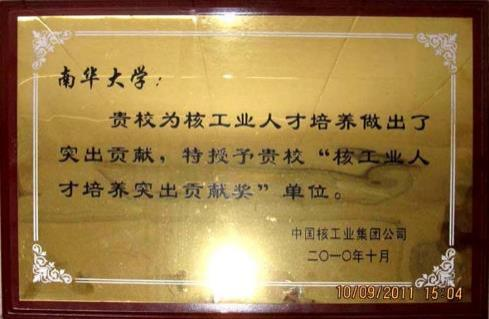 南华大学：
贵校为核工业人才培养做出了
突出贡献，特授予贵校“核工业人
才培养突出贡献奖”单位。
中国核工业集团公司
二〇一〇年十月
10/09/2011 15:04